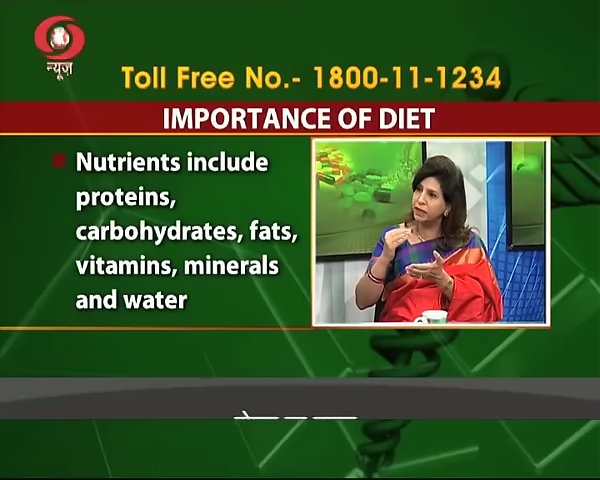 न्यूज़
Toll Free No.- 1800-11-1234
IMPORTANCE OF DIET
Nutrients include
proteins,
carbohydrates, fats,
vitamins, minerals
and water